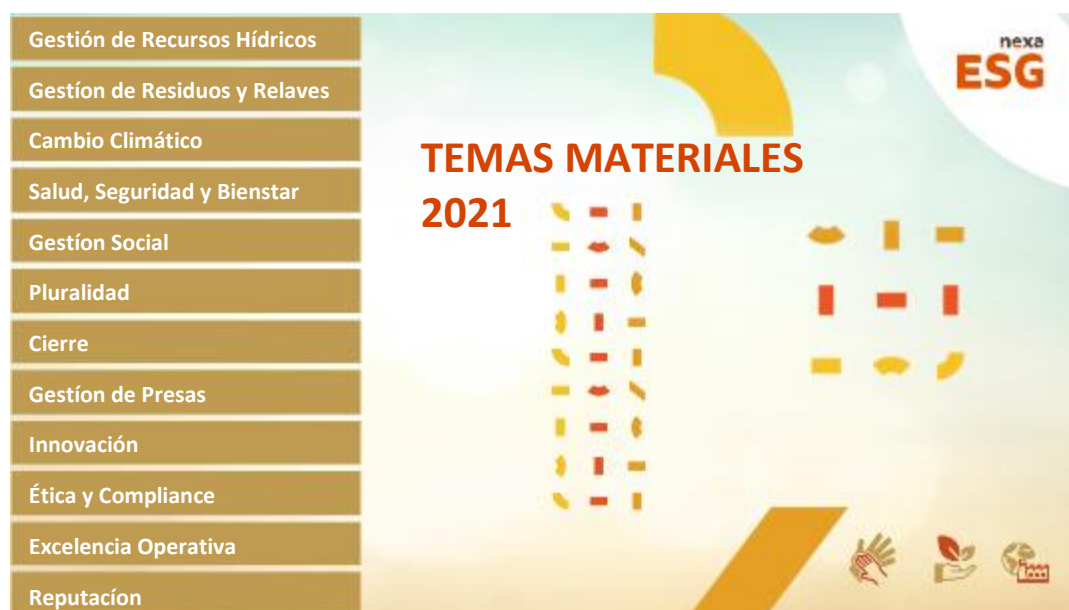 Gestión de Recursos Hídricos
Gestíon de Residuos y Relaves
Cambio Climático
Salud, Seguridad y Bienstar
Gestíon Social
Pluralidad
Cierre
Gestíon de Presas
Innovación
Ética y Compliance
Excelencia Operativa
Reputacíon
TEMAS MATERIALES
2021
nexa
ESG